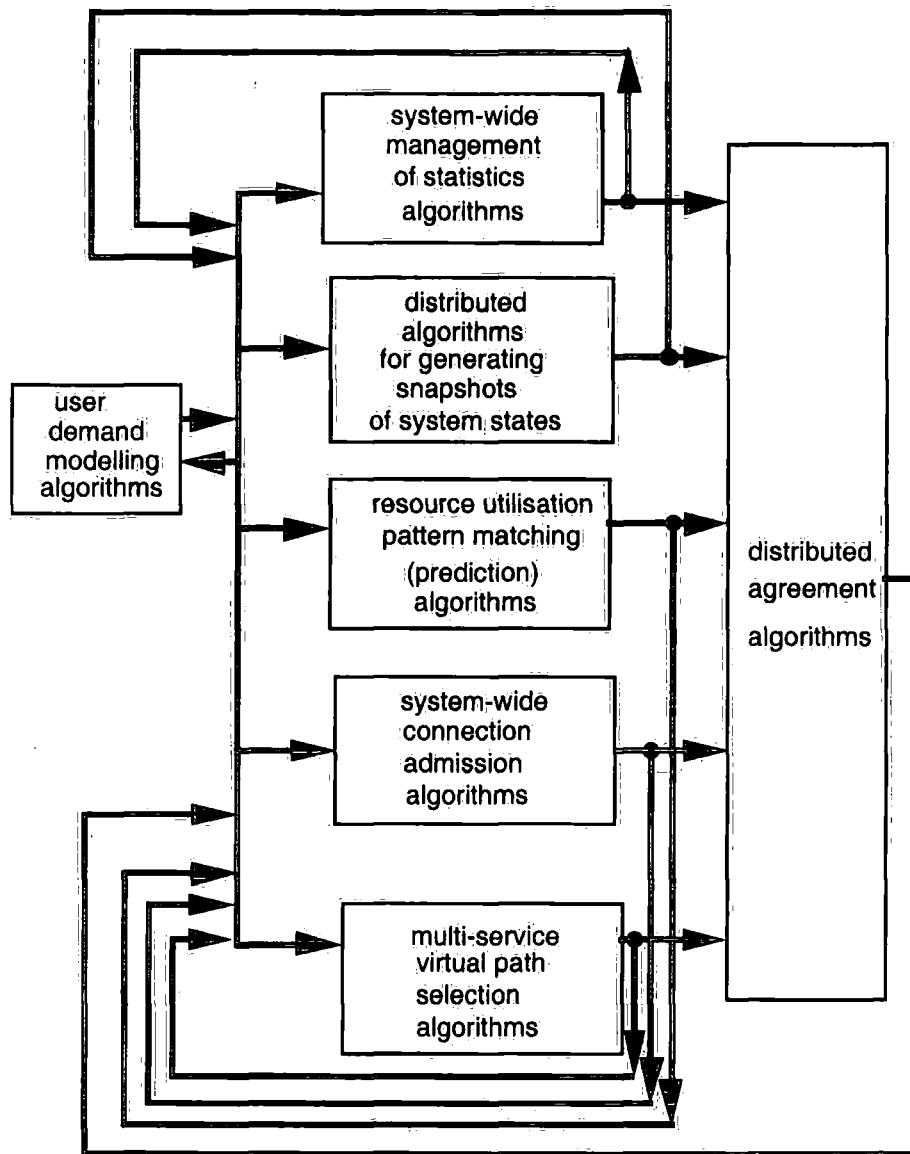 system-wide
management
of statistics
algorithms
distributed
algorithms
for generating
snapshots
of system states
user
demand
modelling
algorithms
resource utilisation
pattern matching
(prediction)
algorithms
distributed
agreement
algorithms
system-wide
connection
admission
algorithms
multi-service
virtual path
selection
algorithms